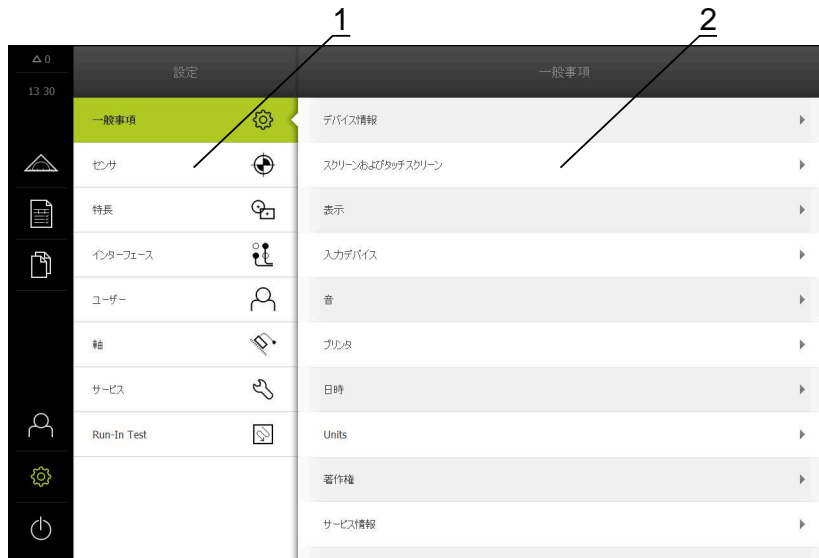 1
2
△ 0
13 30
設定
一般事項
一般事項
センサ
特長
インターフェース
ユーザー
軸
サービス
Run-In Test
デバイス情報
スクリーンおよびタッチスクリーン
表示
入力デバイス
音
プリンタ
日時
Units
著作権
サービス情報